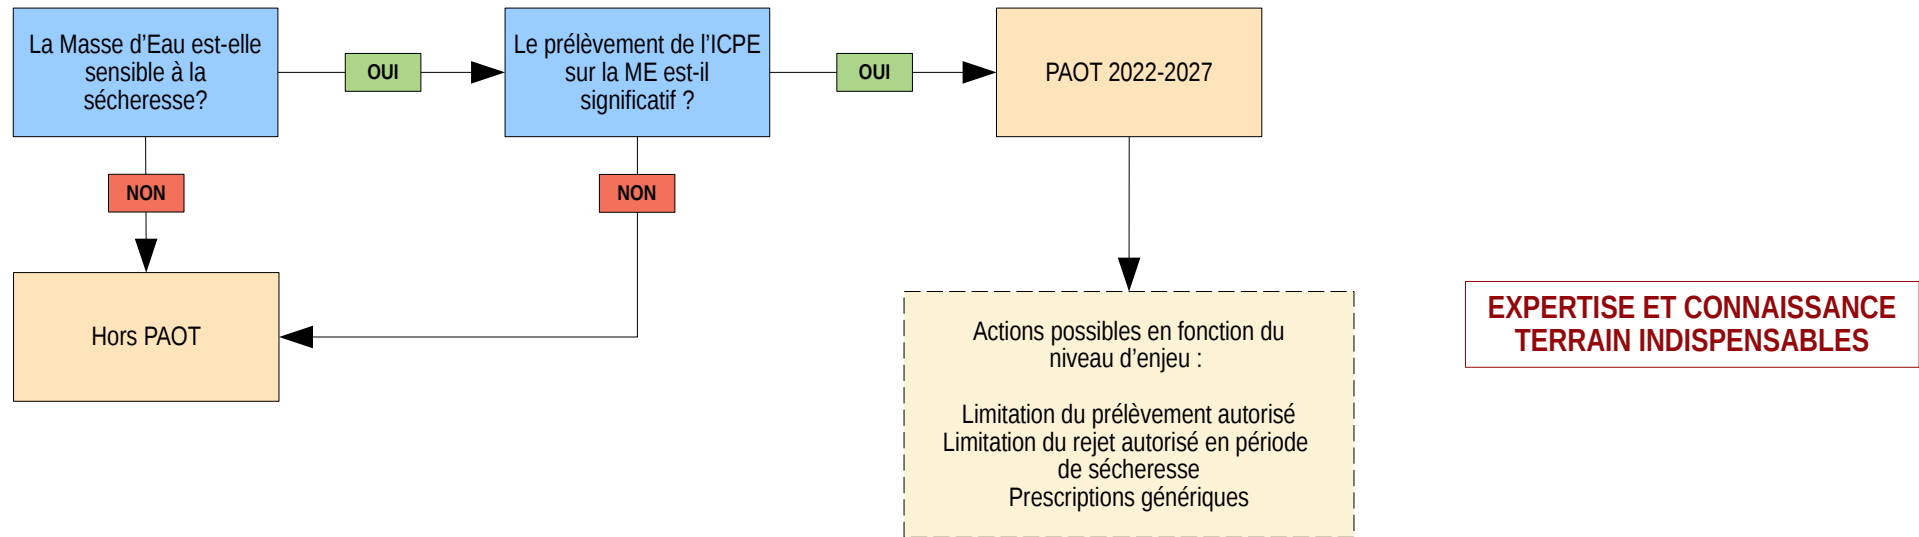 La Masse d'Eau est-elle
sensible à la
sécheresse?
OUI
Le prélèvement de l'ICPE
sur la ME est-il
significatif ?
OUI
PAOT 2022-2027
NON
NON
Hors PAOT
Actions possibles en fonction du
niveau d'enjeu :
Limitation du prélèvement autorisé
Limitation du rejet autorisé en période
de sécheresse
Prescriptions génériques
EXPERTISE ET CONNAISSANCE
TERRAIN INDISPENSABLES